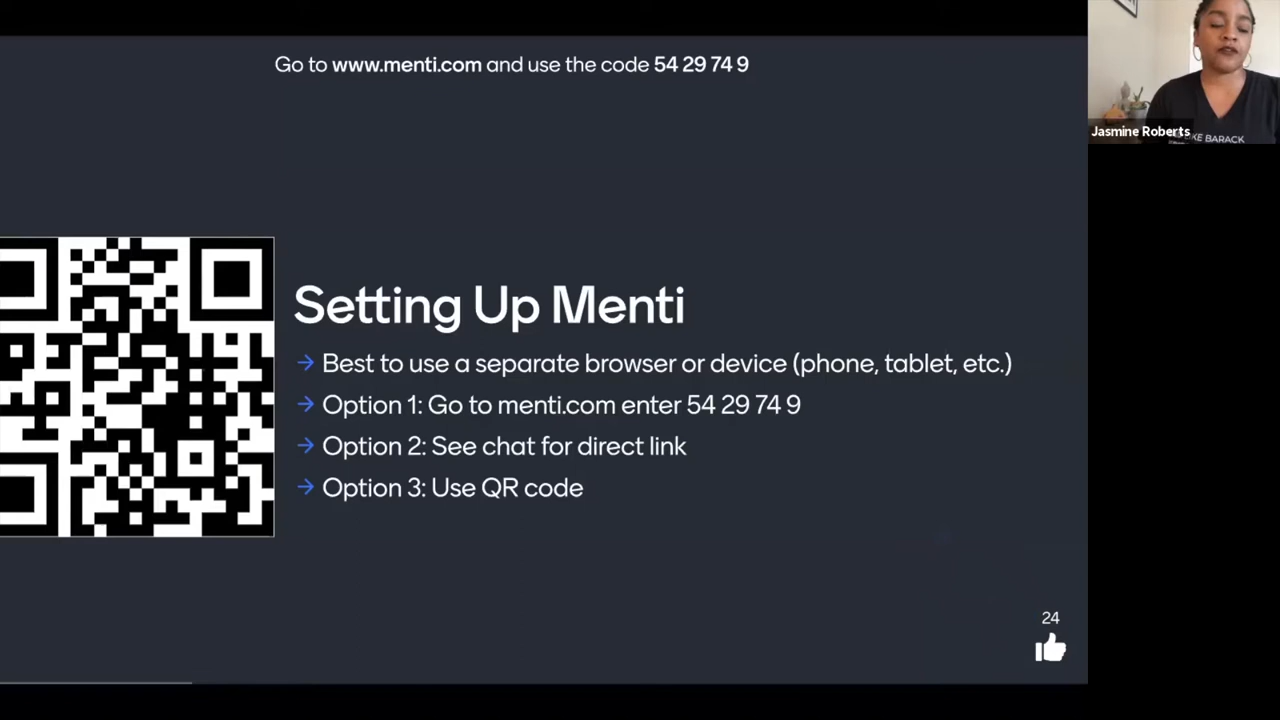 Go to www.menti.com and use the code 54 29 74 9
Jasmine Roberts
BARACK
Setting Up Menti
→ Best to use a separate browser or device (phone, tablet, etc.)
→ Option 1: Go to menti.com enter 54 29 74 9
→ Option 2: See chat for direct link
→ Option 3: Use QR code
24